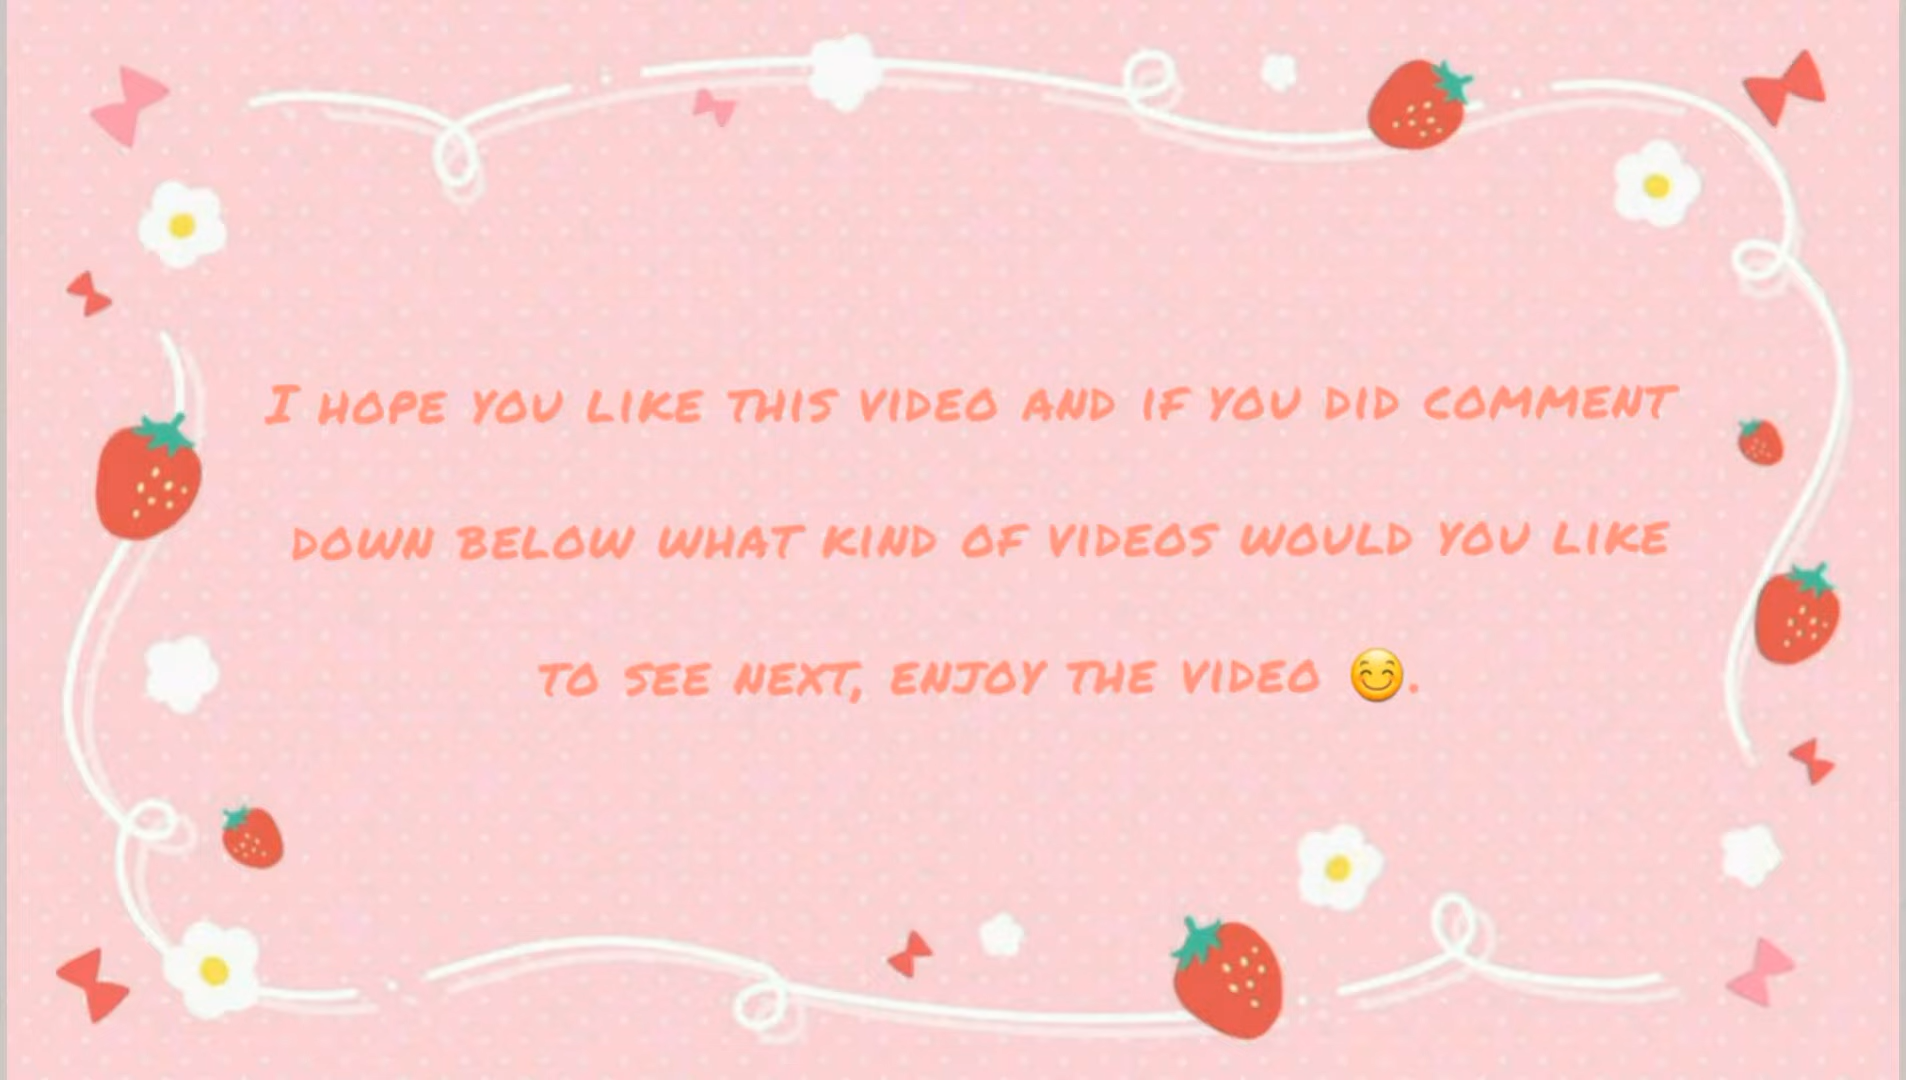 I HOPE YOU LIKE THIS VIDEO AND IF YOU DID COMMENT
DOWN BELOW WHAT KIND OF VIDEOS WOULD YOU LIKE
TO SEE NEXT, ENJOY THE VIDEO 😊.